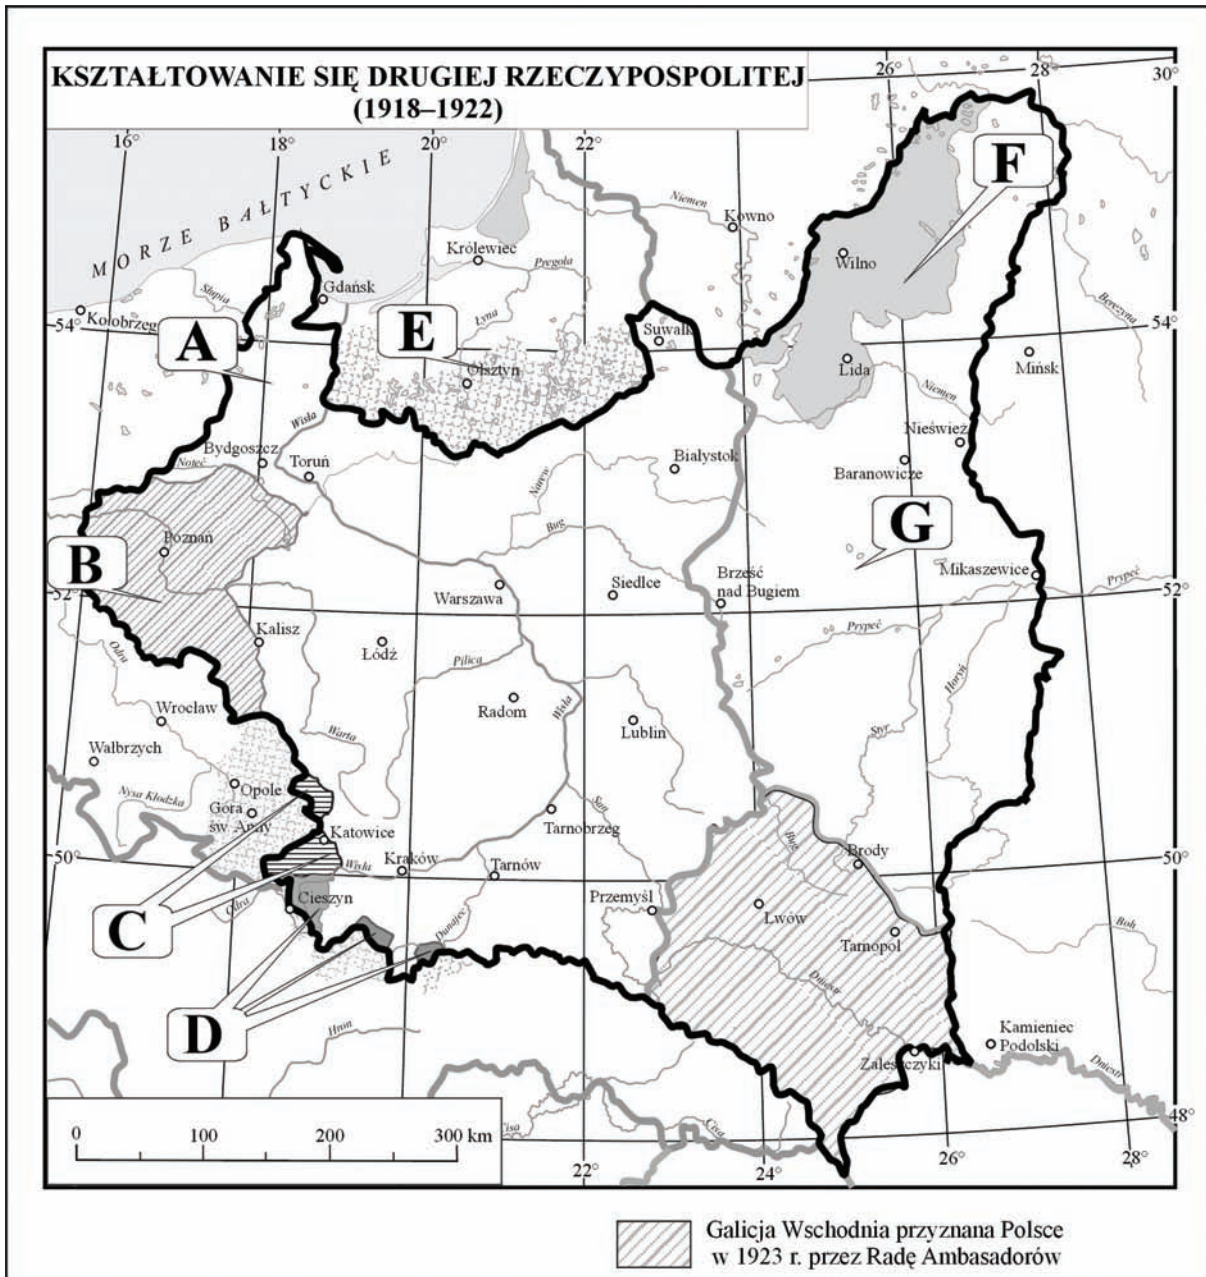 KSZTAŁTOWANIE SIĘ DRUGIEJ RZECZYPOSPOLITEJ
(1918–1922)
26°
28°
30°
16°
18°
20°
22°
MORZE BAŁTYCKIE
F
Niemen
Kowno
Królewiec
Pregoła
Wilno
Słupia
Gdańsk
Berezyna
Kołobrzeg
54°
A
Łyna
E
Suwałk
54°
Olsztyn
Lida
Mińsk
Niemen
Wisła
Nieśwież
Bydgoszcz
Toruń
Białystok
Noteć
Narew
Baranowicze
G
Poznań
Bug
B
Mikaszewice
Prypeć
52°
Siedlce
Brześć
nad Bugiem
Warszawa
52°
Prypeć
Kalisz
Łódź
Odra
Pilica
Horyń
Wrocław
Radom
Wisła
Lublin
Warta
Styr
Wałbrzych
Nysa Kłodzka
Opole
Góra
św. Anny
San
Tarnobrzeg
Katowice
Bug
Brody
50°
50°
Wisła
Kraków
Tarnów
Cieszyn
Przemyśl
Lwów
Odra
C
Dunajec
Tarnopol
Boh
Dniestr
D
Hron
Kamieniec
Podolski
Zaleszczyki
Dniestr
48°
0
100
200
300 km
Cisa
Cisa
22°
24°
26°
28°
Galicja Wschodnia przyznana Polsce
w 1923 r. przez Radę Ambasadorów